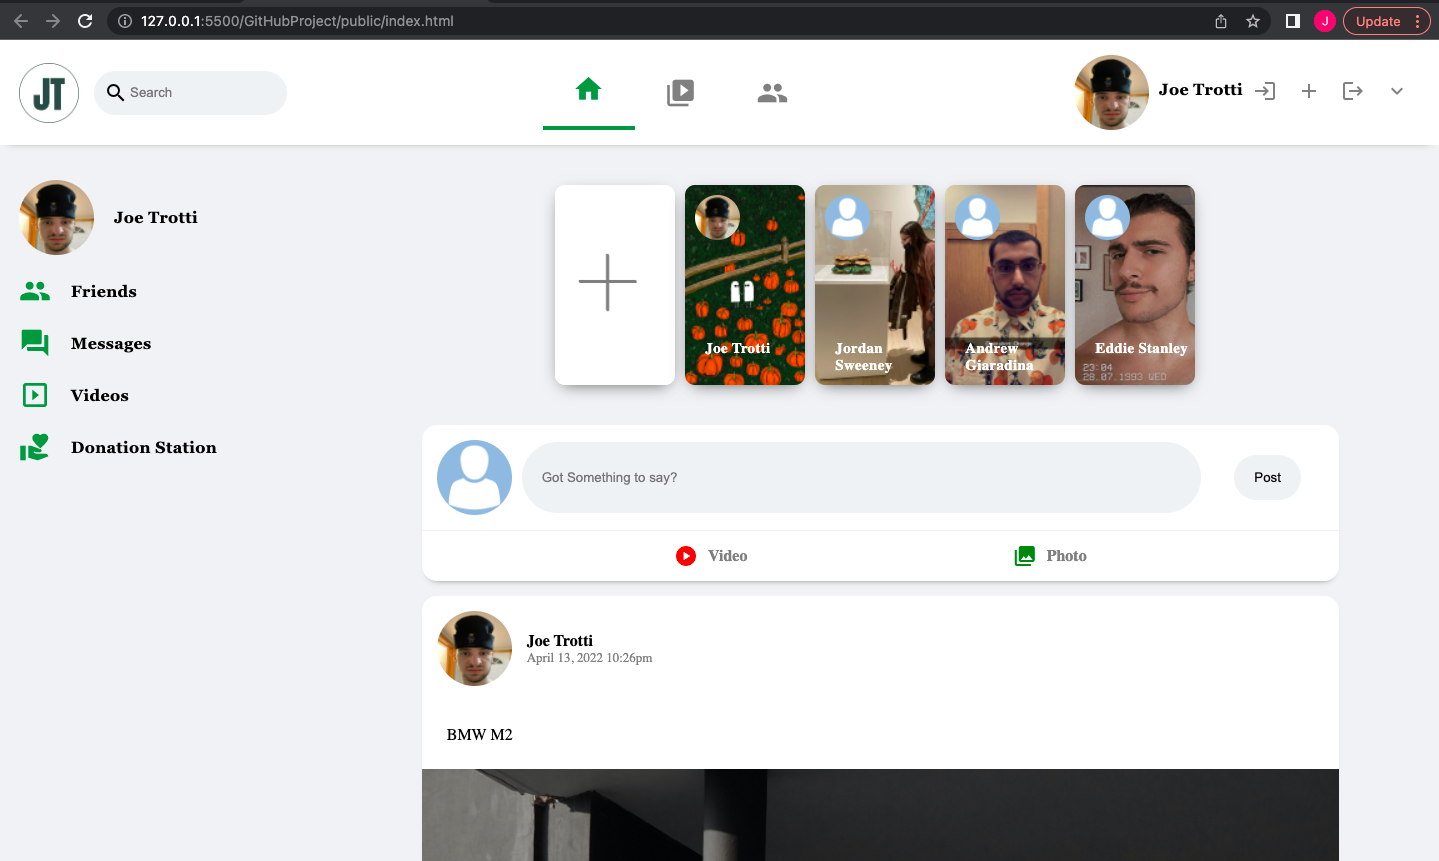 127.0.0.1:5500/GitHubProject/public/index.html
J
Update
JT
Search
Joe Trotti
Joe Trotti
Friends
Messages
Videos
Donation Station
Joe Trotti
Jordan
Sweeney
Andrew
Giaradina
Eddie Stanley
23:04
28.07.1993 WED
Got Something to say?
Post
Video
Photo
Joe Trotti
April 13, 2022 10:26pm
BMW M2